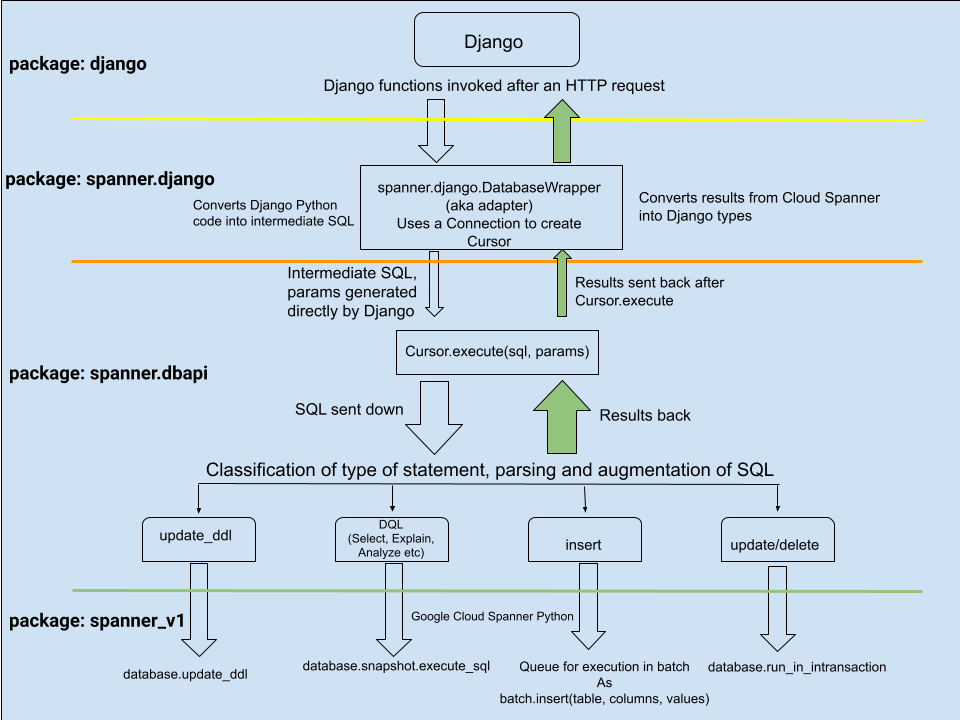 Django
package: django
Django functions invoked after an HTTP request
package: spanner.django
Converts Django Python
code into intermediate SQL
spanner.django.DatabaseWrapper
(aka adapter)
Uses a Connection to create
Cursor
Converts results from Cloud Spanner
into Django types
Intermediate SQL,
params generated
directly by Django
Results sent back after
Cursor.execute
Cursor.execute(sql, params)
package: spanner.dbapi
SQL sent down
Results back
Classification of type of statement, parsing and augmentation of SQL
update_ddl
DQL
(Select, Explain,
Analyze etc)
insert
update/delete
package: spanner_v1
Google Cloud Spanner Python
database.update_ddl
database.snapshot.execute_sql
Queue for execution in batch
As
batch.insert(table, columns, values)
database.run_in_intransaction